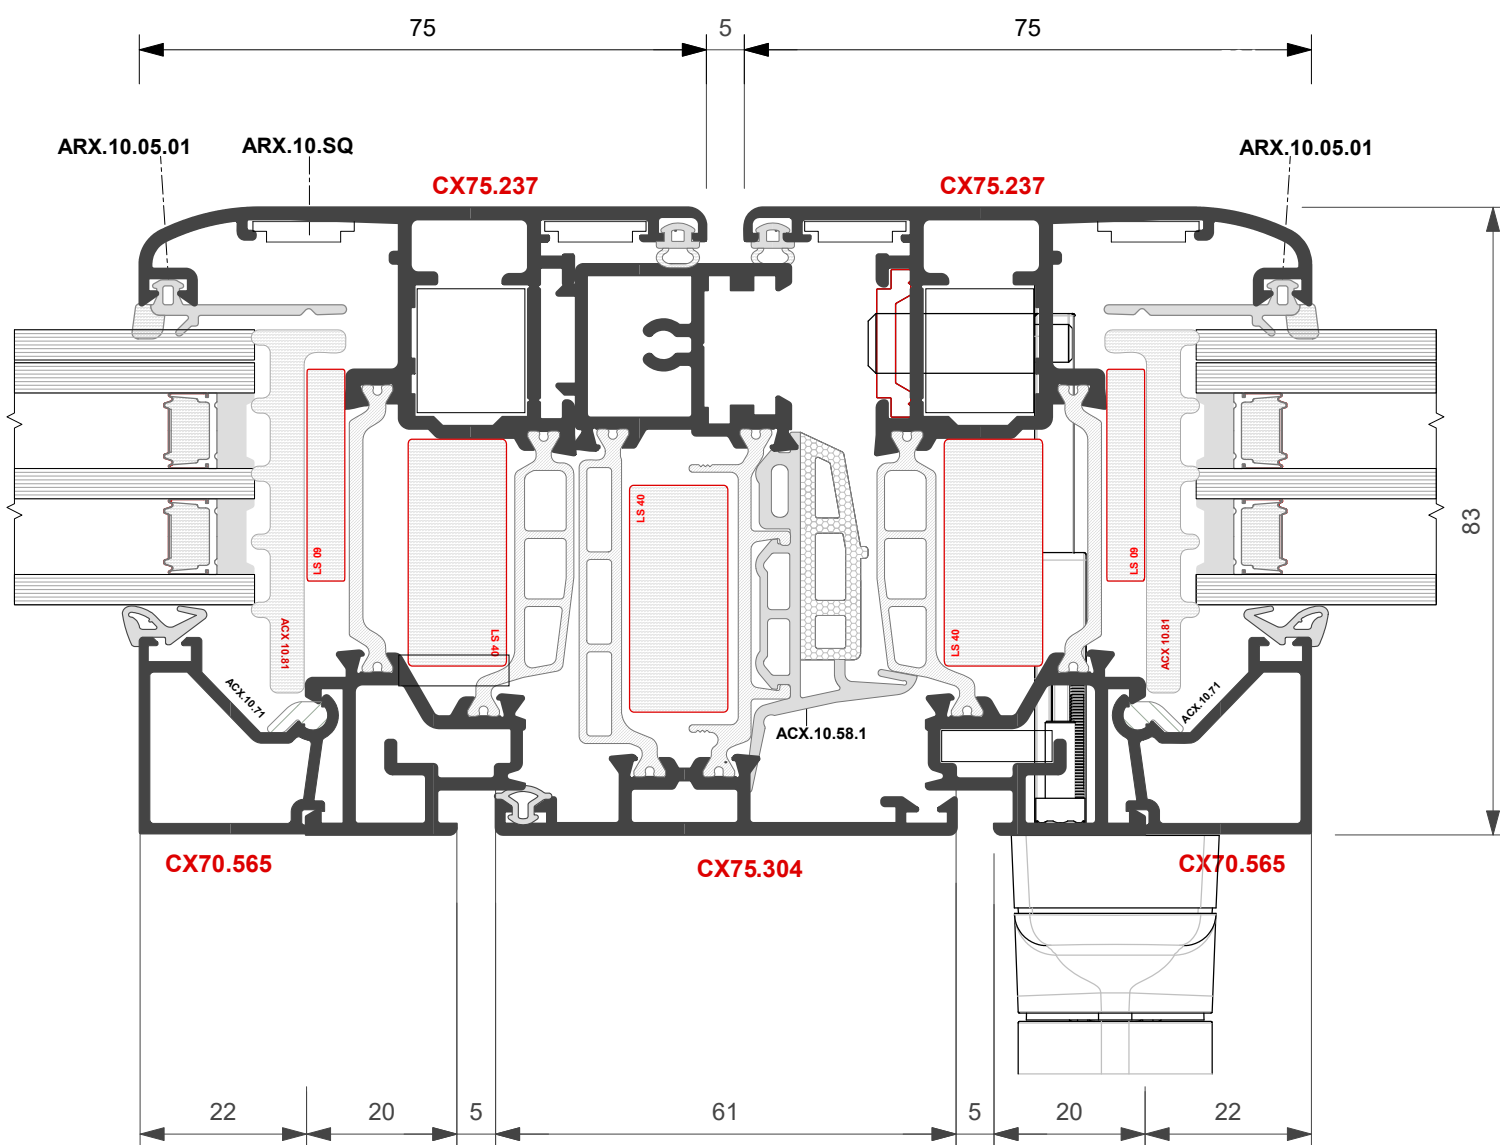 75
5
75
ARX.10.05.01
ARX.10.SQ
ARX.10.05.01
CX75.237
CX75.237
LS 40
83
LS 09
LS 09
ACX 10.81
LS 40
LS 40
ACX 10.81
ACX.10.71
ACX.10.71
ACX.10.58.1
CX70.565
CX75.304
CX70.565
22
20
5
61
5
20
22